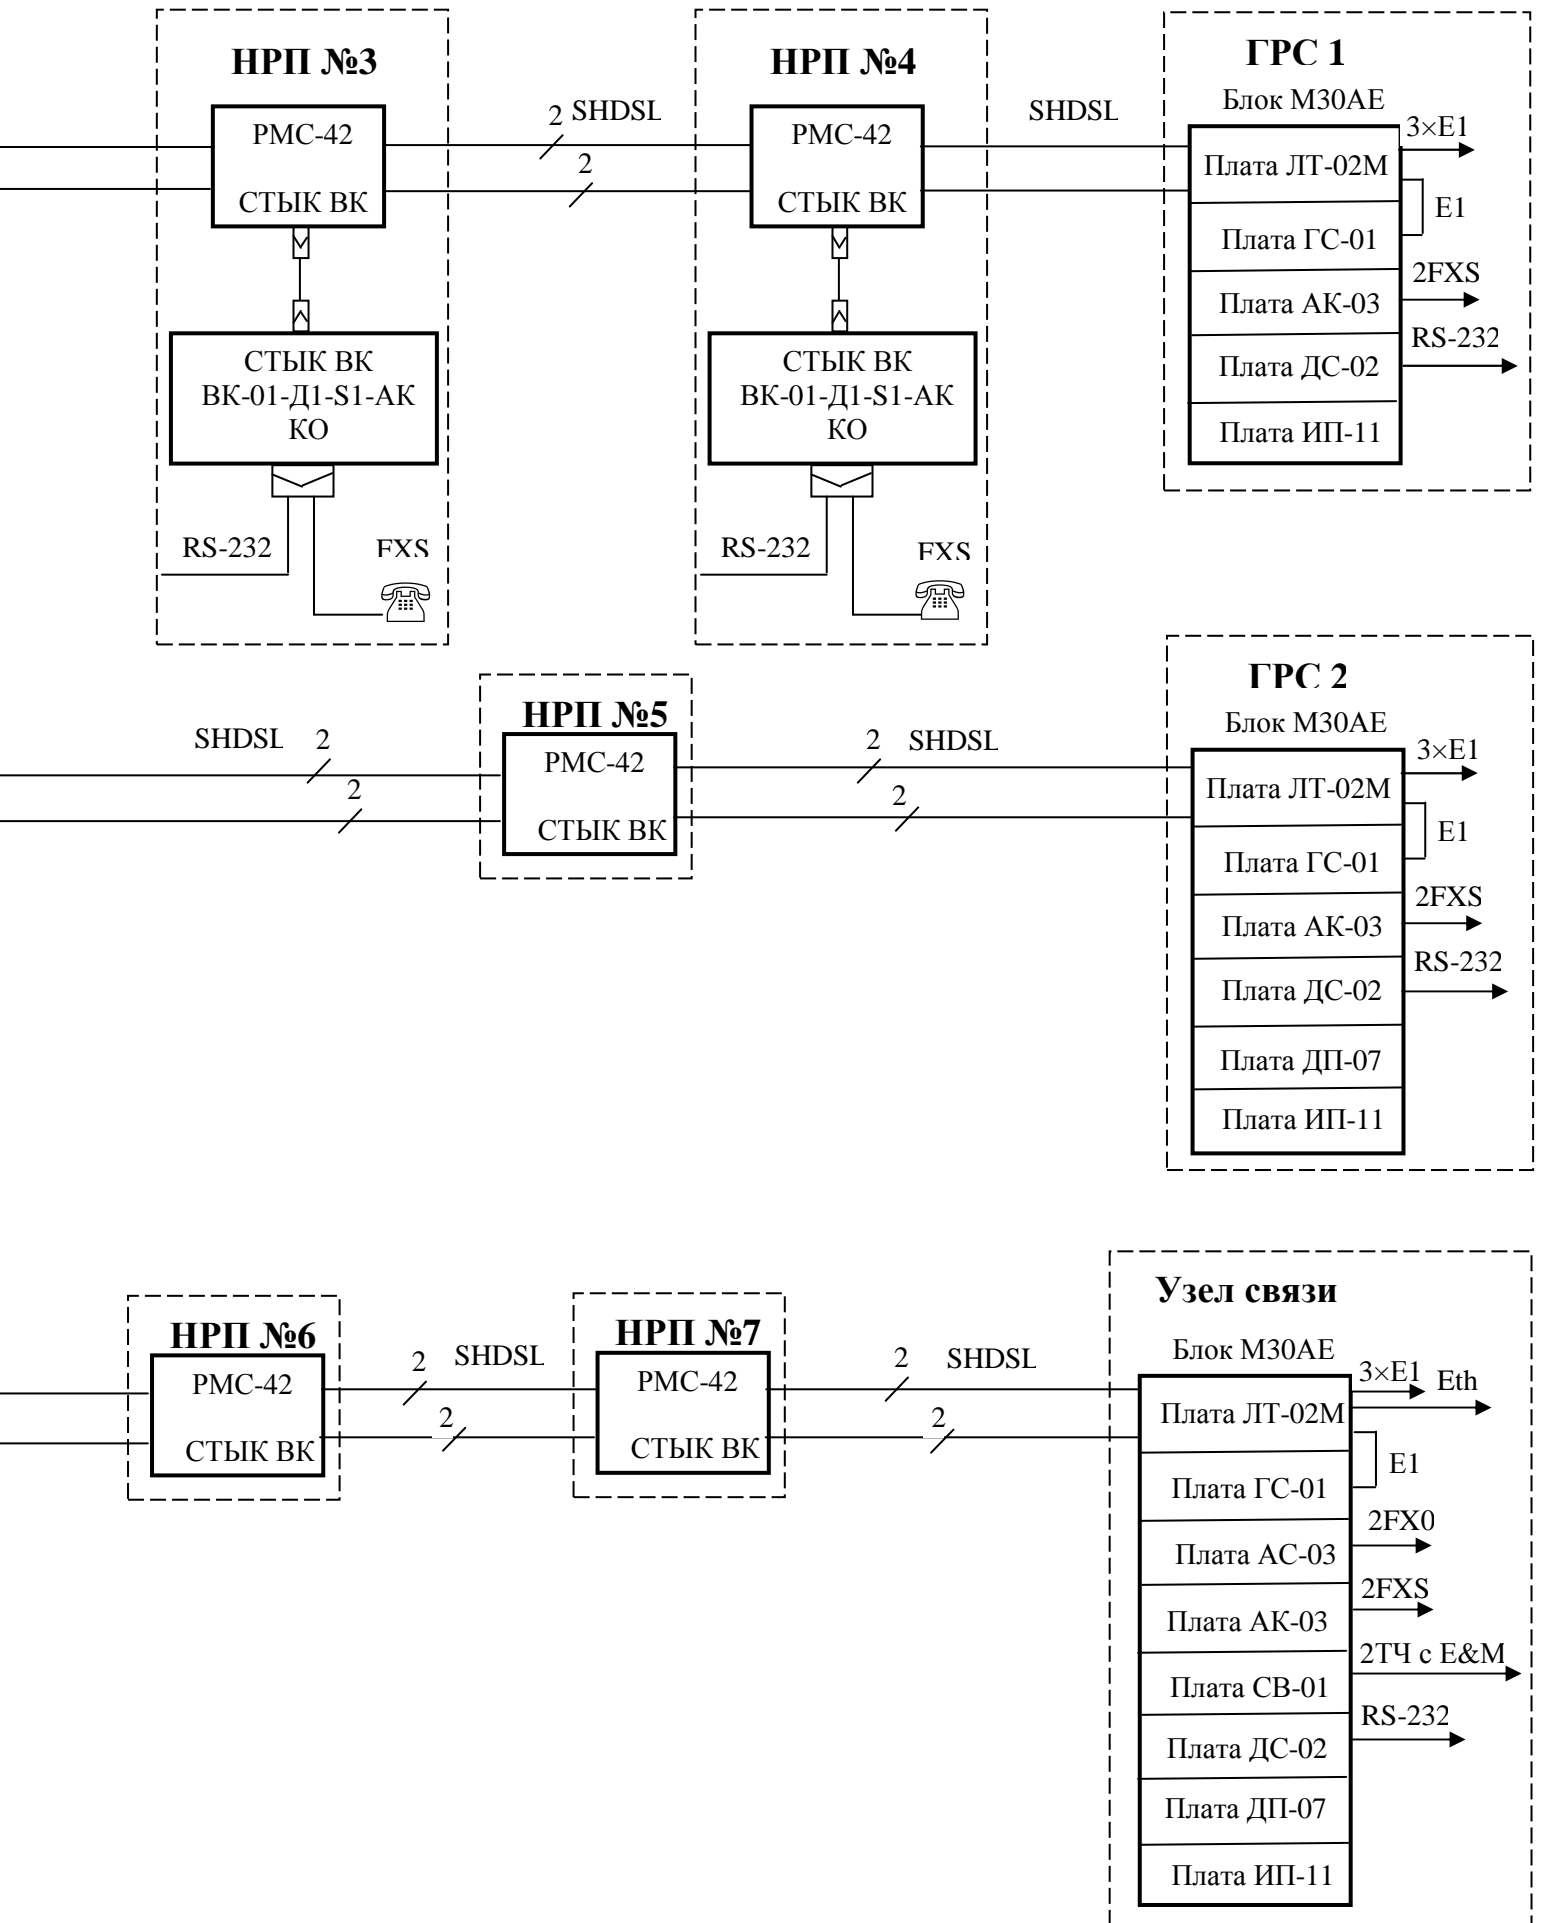 НРП №3
РМС-42
СТЫК ВК
СТЫК ВК
ВК-01-Д1-S1-АК
КО
RS-232
FXS
2 SHDSL
2
НРП №4
РМС-42
СТЫК ВК
СТЫК ВК
ВК-01-Д1-S1-АК
КО
RS-232
FXS
SHDSL
ГРС 1
Блок М30АЕ
Плата ЛТ-02М
Плата ГС-01
Плата АК-03
Плата ДС-02
Плата ИП-11
3×E1
E1
2FXS
RS-232
SHDSL 2
2
НРП №5
РМС-42
СТЫК ВК
2 SHDSL
2
ГРС 2
Блок М30АЕ
Плата ЛТ-02М
Плата ГС-01
Плата АК-03
Плата ДС-02
Плата ДП-07
Плата ИП-11
3×E1
E1
2FXS
RS-232
НРП №6
РМС-42
СТЫК ВК
2 SHDSL
2
НРП №7
РМС-42
СТЫК ВК
2 SHDSL
2
Узел связи
Блок М30АЕ
Плата ЛТ-02М
Плата ГС-01
Плата АС-03
Плата АК-03
Плата СВ-01
Плата ДС-02
Плата ДП-07
Плата ИП-11
3×E1 Eth
E1
2FX0
2FXS
2ТЧ с E&M
RS-232